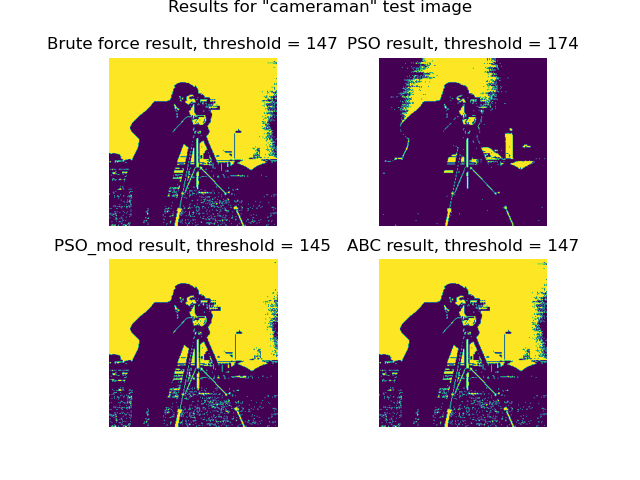 Results for "cameraman" test image
Brute force result, threshold = 147
PSO result, threshold = 174
PSO_mod result, threshold = 145
ABC result, threshold = 147